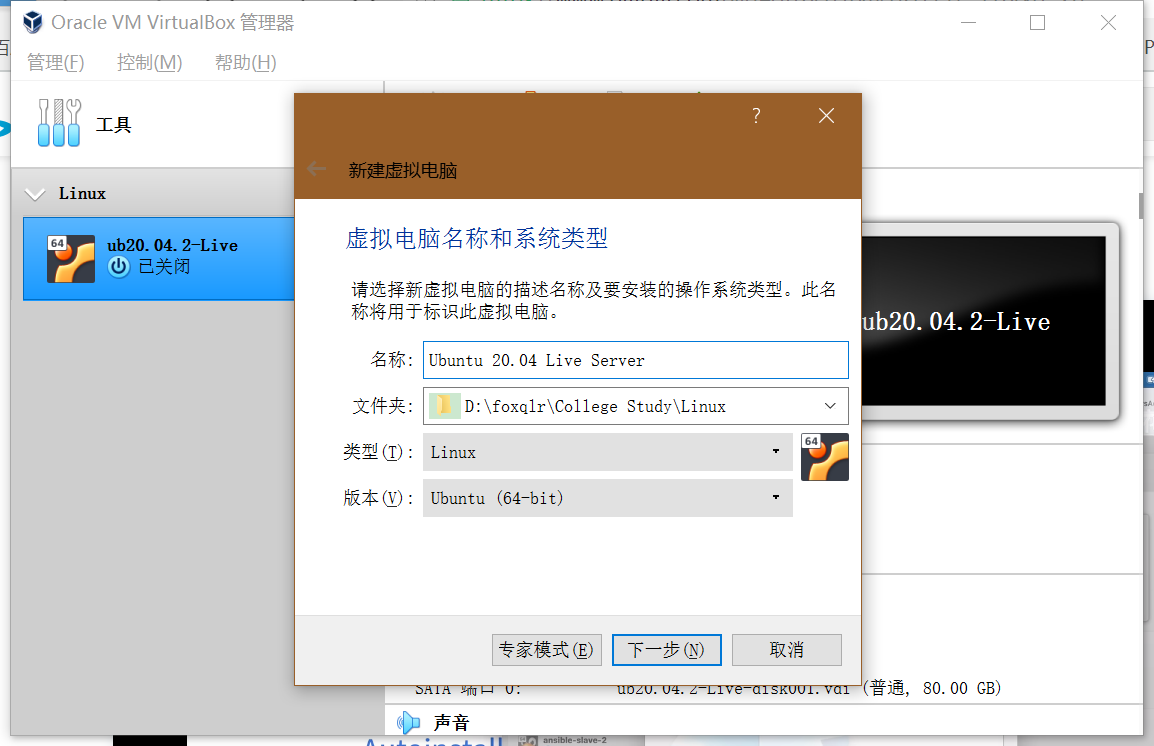 Oracle VM VirtualBox 管理器
管理(F) 控制(M) 帮助(H)
工具
Linux
64
ub20.04.2-Live
已关闭
?
新建虚拟电脑
虚拟电脑名称和系统类型
请选择新虚拟电脑的描述名称及要安装的操作系统类型。此名
称将用于标识此虚拟电脑。
名称: Ubuntu 20.04 Live Server
文件夹: D:\foxqlr\College Study\Linux
类型(T): Linux
64
版本(V): Ubuntu (64-bit)
专家模式(E) 下一步(N) 取消
ub20.04.2-Live
SATA 端口 0: ub20.04.2-Live-disk001.vdi (普通, 80.00 GB)
声音
Autoinstall
ansible-slave-2